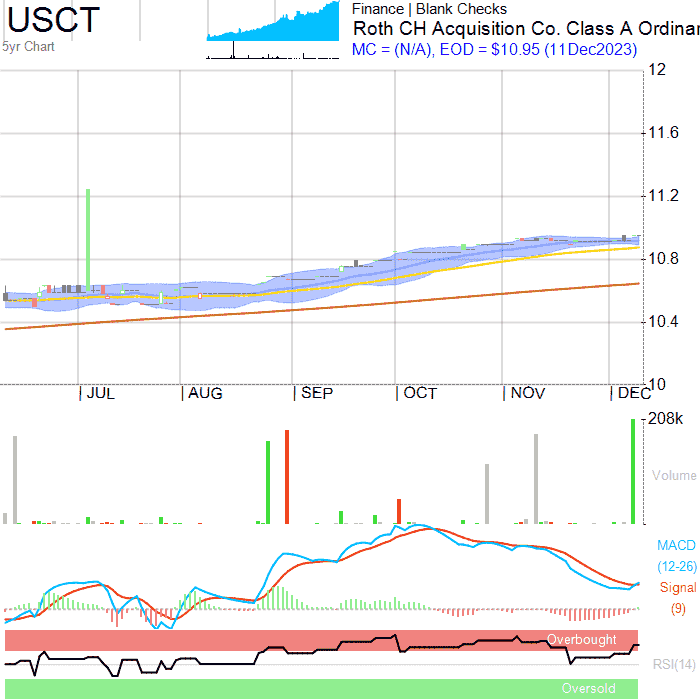 USCT
5yr Chart
Finance | Blank Checks
Roth CH Acquisition Co. Class A Ordinar
MC = (N/A), EOD = $10.95 (11Dec2023)
12
11.6
11.2
10.8
10.4
10
JUL AUG SEP OCT NOV DEC
208k
Volume
MACD
(12-26)
Signal
(9)
Overbought
RSI(14)
Oversold